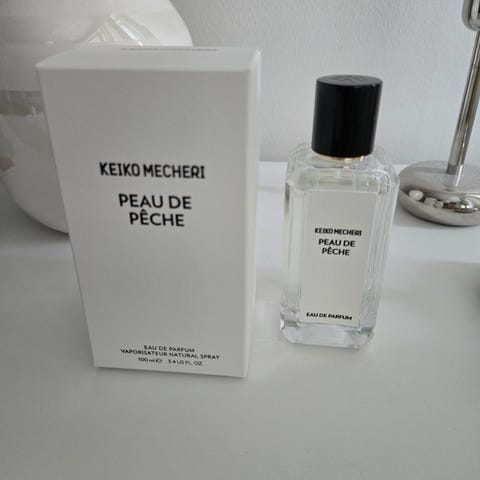 KEIKO MECHERI
PEAU DE
PÊCHE
EAU DE PARFUM
VAPORISATEUR NATURAL SPRAY
100 ml e 3.4 US FL. OZ.
KEIKO MECHERI
PEAU DE
PÊCHE
EAU DE PARFUM